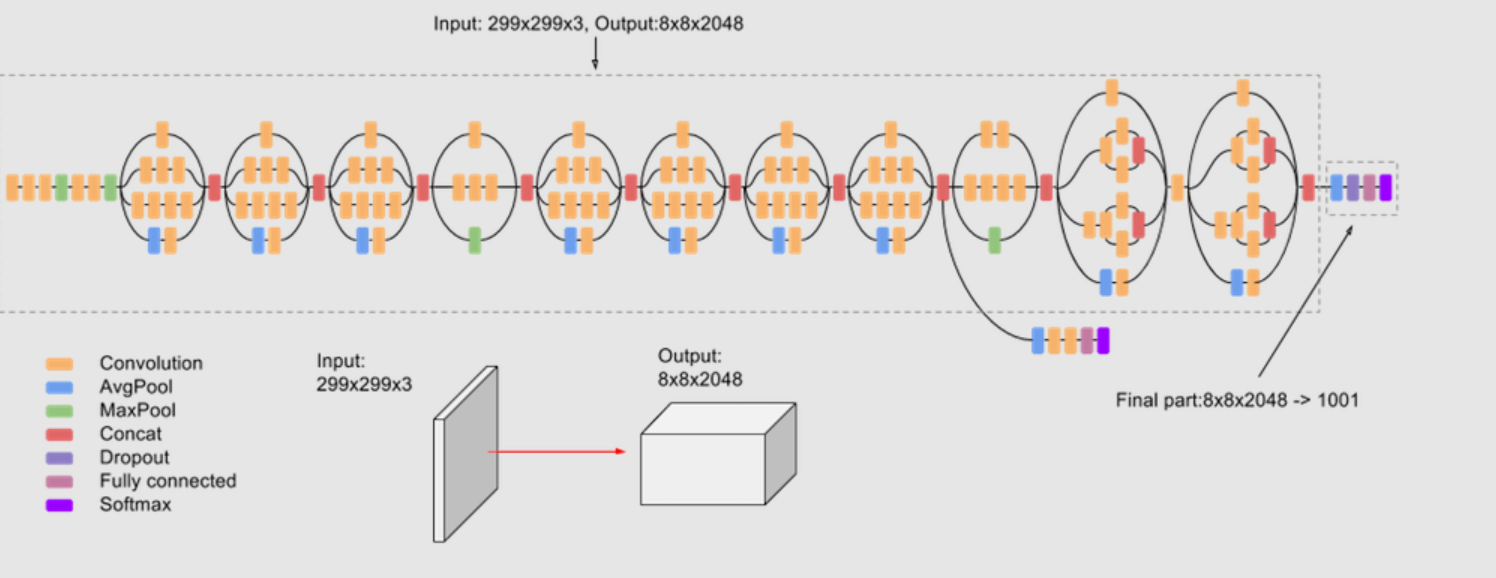 Input: 299x299x3, Output:8x8x2048
Convolution
AvgPool
MaxPool
Concat
Dropout
Fully connected
Softmax
Input:
299x299x3
Output:
8x8x2048
Final part:8x8x2048 -> 1001